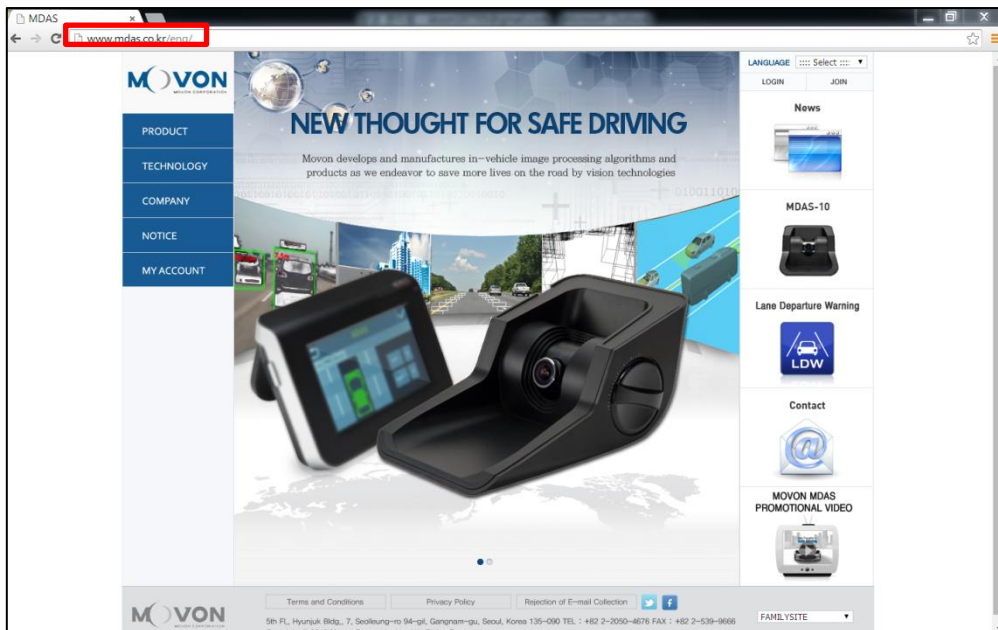 MDAS
www.mdas.co.kr/eng/
MOVON
MOVON CORPORATION
PRODUCT
TECHNOLOGY
COMPANY
NOTICE
MY ACCOUNT
NEW THOUGHT FOR SAFE DRIVING
Movon develops and manufactures in-vehicle image processing algorithms and
products as we endeavor to save more lives on the road by vision technologies
LANGUAGE :::: Select ::::
LOGIN JOIN
News
MDAS-10
Lane Departure Warning
LDW
Contact
@
MOVON MDAS
PROMOTIONAL VIDEO
MOVON
Terms and Conditions Privacy Policy Rejection of E-mail Collection
5th Fl., Hyunjuk Bldg., 7, Seolleung-ro 94-gil, Gangnam-gu, Seoul, Korea 135-090 TEL : +82 2-2050-4676 FAX : +82 2-539-9666
FAMILYSITE